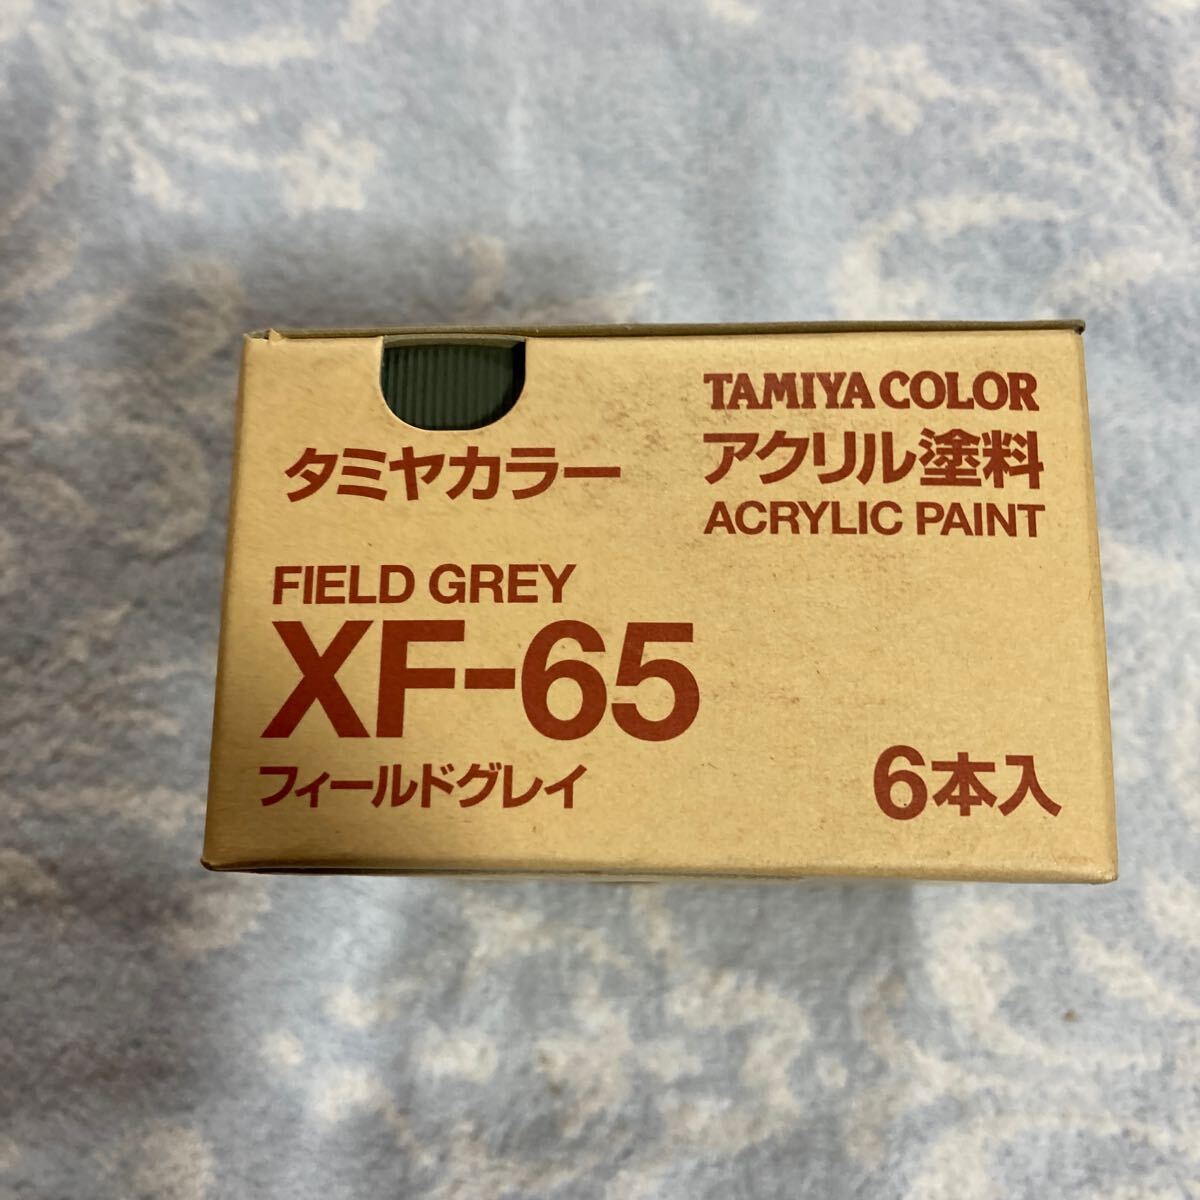 TAMIYA COLOR
タミヤカラー
アクリル塗料
ACRYLIC PAINT
FIELD GREY
XF-65
フィールドグレイ
6本入